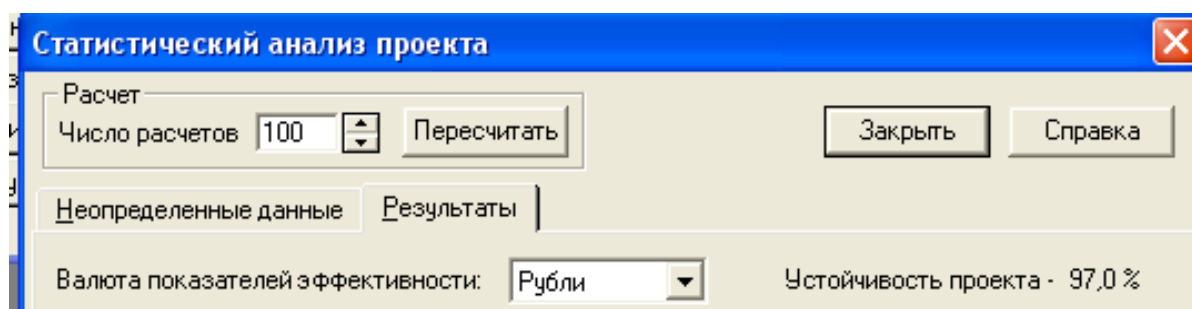 Статистический анализ проекта
Расчет
Число расчетов 100 Пересчитать Закрыть Справка
Неопределенные данные Результаты
Валюта показателей эффективности: Рубли Устойчивость проекта - 97,0 %